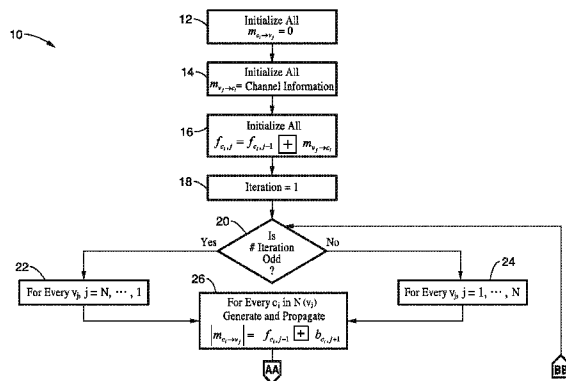 10
12
Initialize All
m_{c_i→v_j} = 0
14
Initialize All
m_{v_j→c_i} = Channel Information
16
Initialize All
f_{c_i,j} = f_{c_i,j-1} + m_{v_j→c_i}
18
Iteration = 1
20
Is
# Iteration
Odd
?
Yes
No
22
For Every v_j, j = N, ⋯, 1
24
For Every v_j, j = 1, ⋯, N
26
For Every c_i in N(v_j)
Generate and Propagate
|m_{c_i→v_j}| = f_{c_i,j-1} + b_{c_i,j+1}
AA
BB